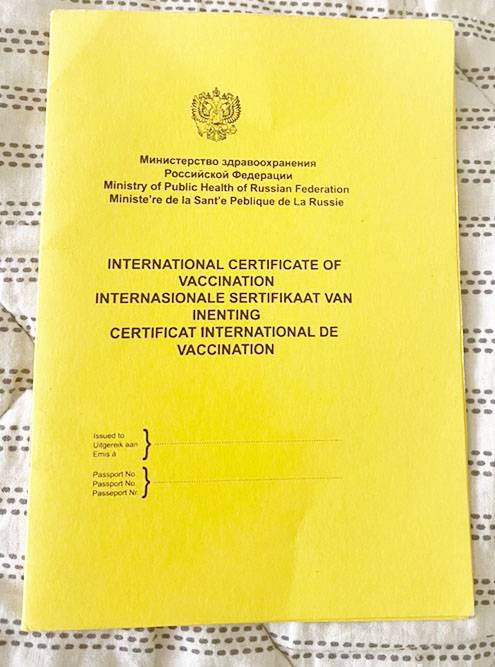 Министерство здравоохранения
Российской Федерации
Ministry of Public Health of Russian Federation
Ministe're de la Sant'e Peblique de La Russie
INTERNATIONAL CERTIFICATE OF
VACCINATION
INTERNASIONALE SERTIFIKAAT VAN
INENTING
CERTIFICAT INTERNATIONAL DE
VACCINATION
Issued to
Uitgereik aan
Emis á
Passport No.
Passport No.
Passeport Nr.